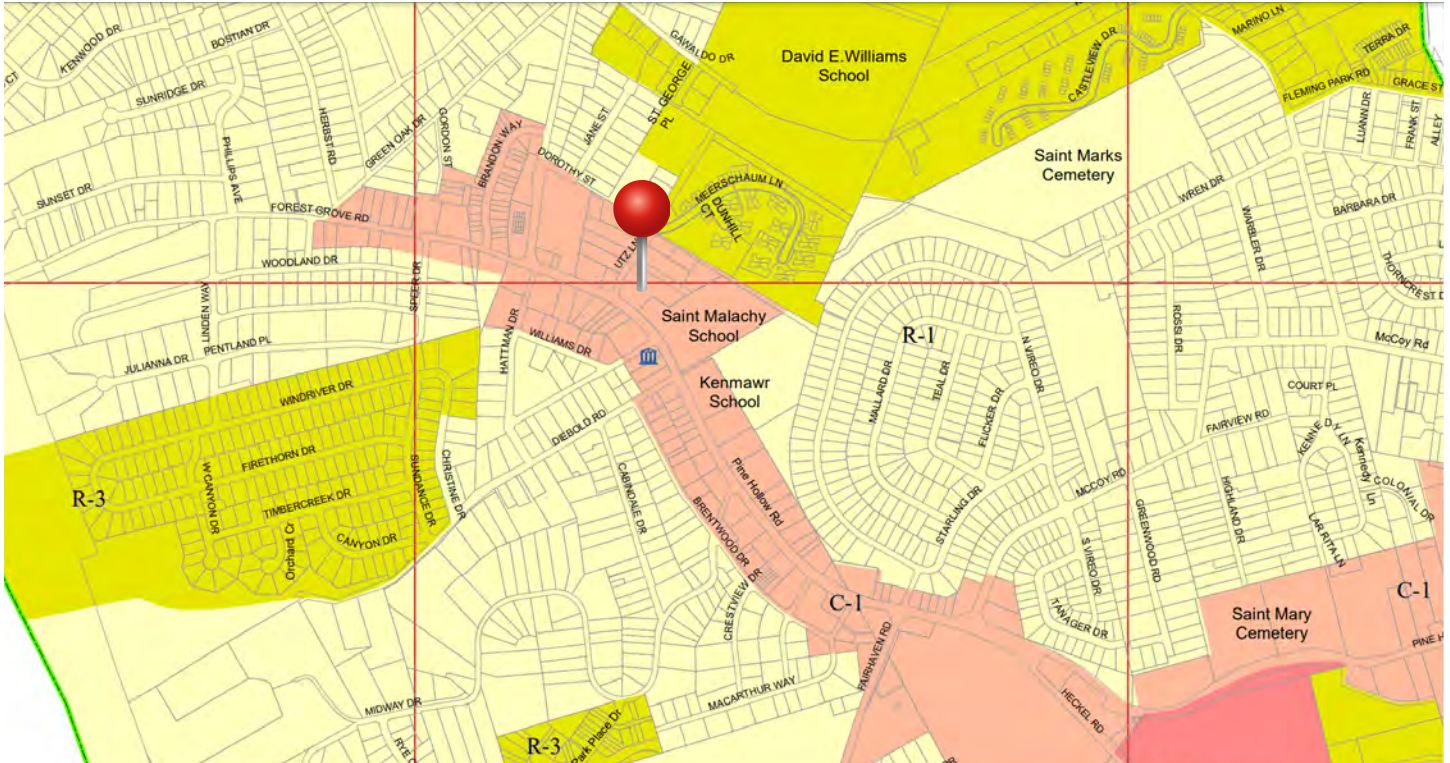 KENWOOD DR
BOSTIAN DR
CT
SUNRIDGE DR
HERBST RD
PHILLIPS AVE
GREEN OAK DR
GORDON ST
BRANDON WAY
JANE ST
ST. GEORGE
PL
GAWALDO DR
David E.Williams
School
CASTLEVIEW DR
MARINO LN
TERRA DR
FLEMING PARK RD
GRACE ST
LUANN DR
FRANK ST
ALLEY
SUNSET DR
FOREST GROVE RD
DOROTHY ST
MEERSCHAUM LN
DUNHILL
CT
Saint Marks
Cemetery
WREN DR
BARBARA DR
WARBLER DR
UTZ LN
WOODLAND DR
SPEER DR
LINDEN WAY
THORNCREST D
Saint Malachy
School
R-1
ROSSI DR
McCoy Rd
JULIANNA DR
PENTLAND PL
HATTMAN DR
WILLIAMS DR
N VIREO DR
MALLARD DR
TEAL DR
FLICKER DR
Kenmawr
School
COURT PL
WINDRIVER DR
DIEBOLD RD
FAIRVIEW RD
KENNEDY LN
Kennedy
Ln
COLONIAL DR
FIRETHORN DR
R-3
W CANYON DR
SUNDANCE DR
CHRISTINE DR
CABINDALE DR
Pine Hollow Rd
MCCOY RD
TIMBERCREEK DR
BRENTWOOD DR
STARLING DR
GREENWOOD RD
HIGHLAND DR
LARRITA LN
Orchard Cr
CANYON DR
S VIREO DR
CRESTVIEW DR
C-1
TANAGER DR
C-1
Saint Mary
Cemetery
PINE H
FAIRHAVEN RD
MIDWAY DR
MACARTHUR WAY
HECKEL RD
RYE C
R-3
Park Place Dr